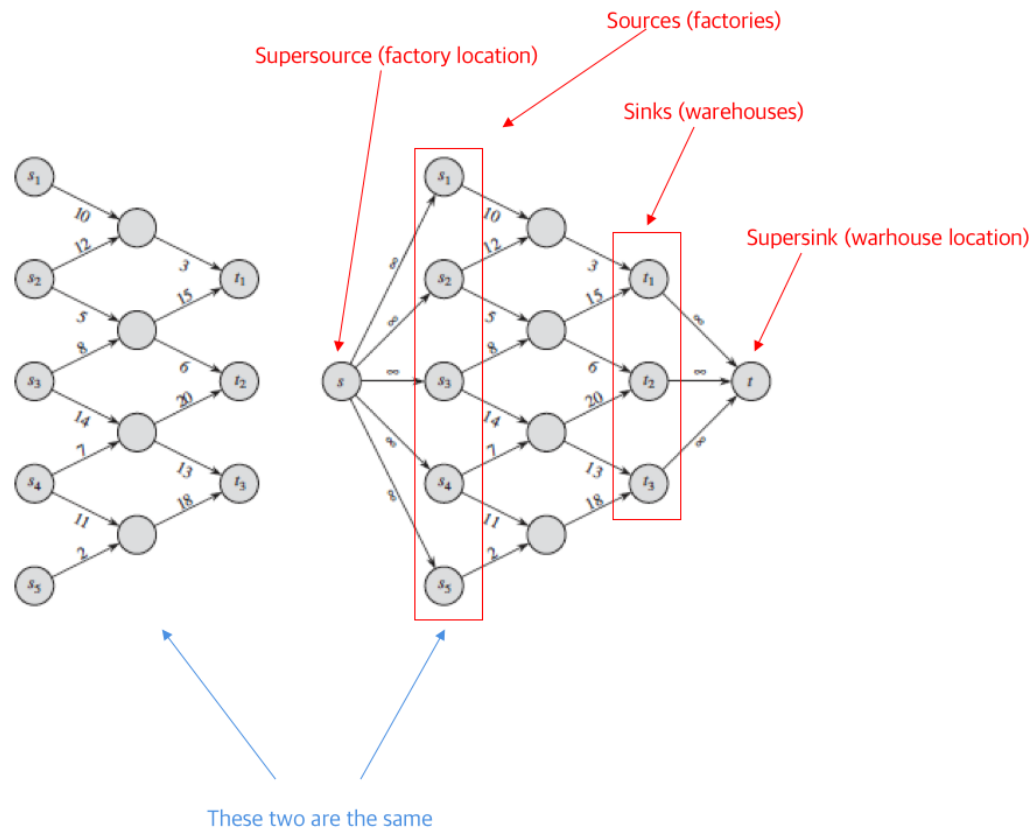 Sources (factories)
Supersource (factory location)
Sinks (warehouses)
Supersink (warhouse location)
s1
10
12
s2
3
t1
15
5
8
s3
6
t2
20
14
7
s4
13
t3
18
11
2
s5
s
∞
∞
∞
∞
∞
s1
10
12
s2
3
t1
15
5
8
s3
6
t2
20
14
7
s4
13
t3
18
11
2
s5
∞
∞
∞
t
These two are the same